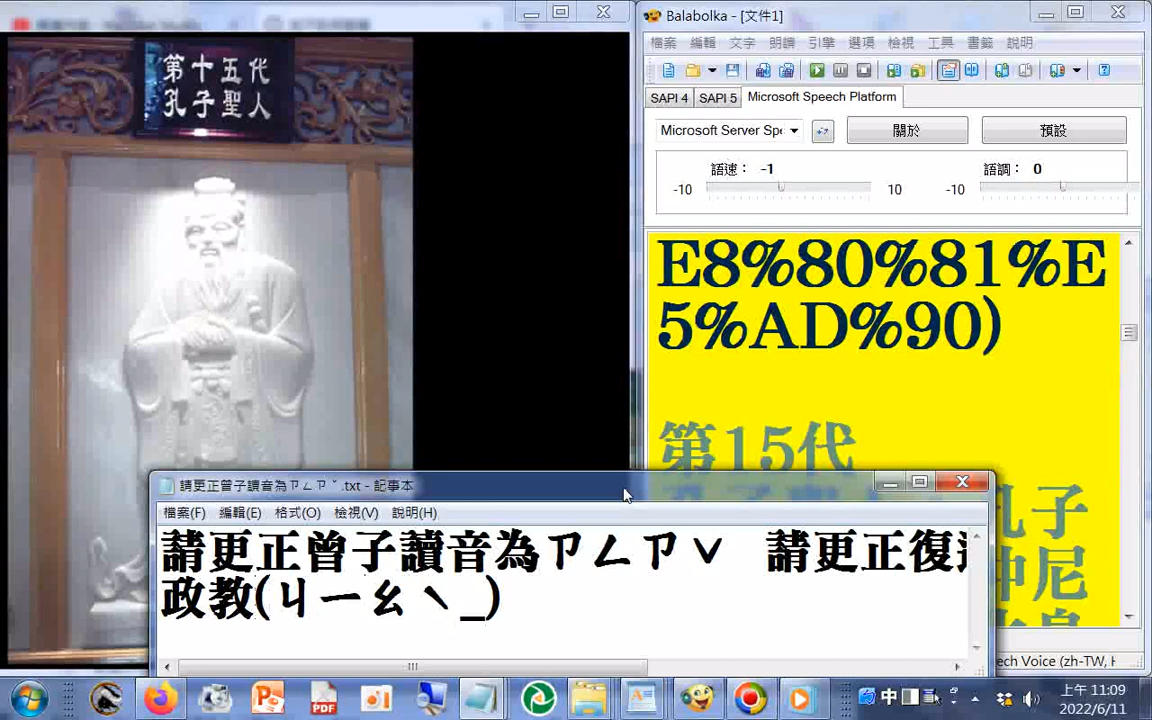 第十五代
孔子聖人
Balabolka - [文件1]
檔案 編輯 文字 朗讀 引擎 選項 檢視 工具 書籤 說明
SAPI 4 SAPI 5 Microsoft Speech Platform
Microsoft Server Spe
關於
預設
語速： -1
語調： 0
-10 10 -10
E8%80%81%E
5%AD%90)
第15代
孔子
仲尼
請更正曾子讀音為ㄗㄥㄗˇ.txt - 記事本
檔案(F) 編輯(E) 格式(O) 檢視(V) 說明(H)
請更正曾子讀音為ㄗㄥㄗˇ 請更正復
政教(ㄐㄧㄠˋ_)
ech Voice (zh-TW, H
中
上午 11:09
2022/6/11